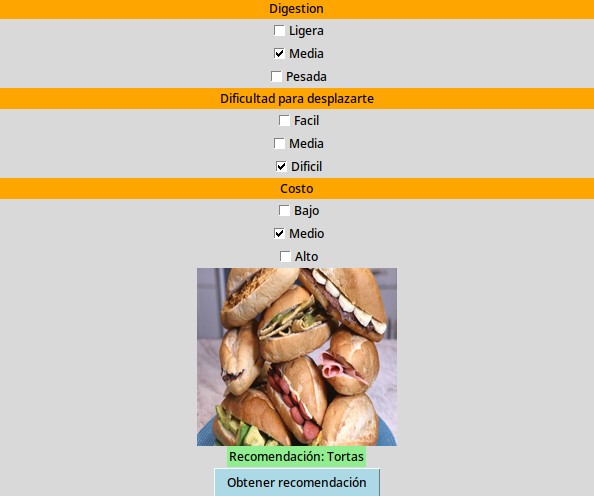 Digestion
Ligera
Media
Pesada
Dificultad para desplazarte
Facil
Media
Dificil
Costo
Bajo
Medio
Alto
Recomendación: Tortas
Obtener recomendación